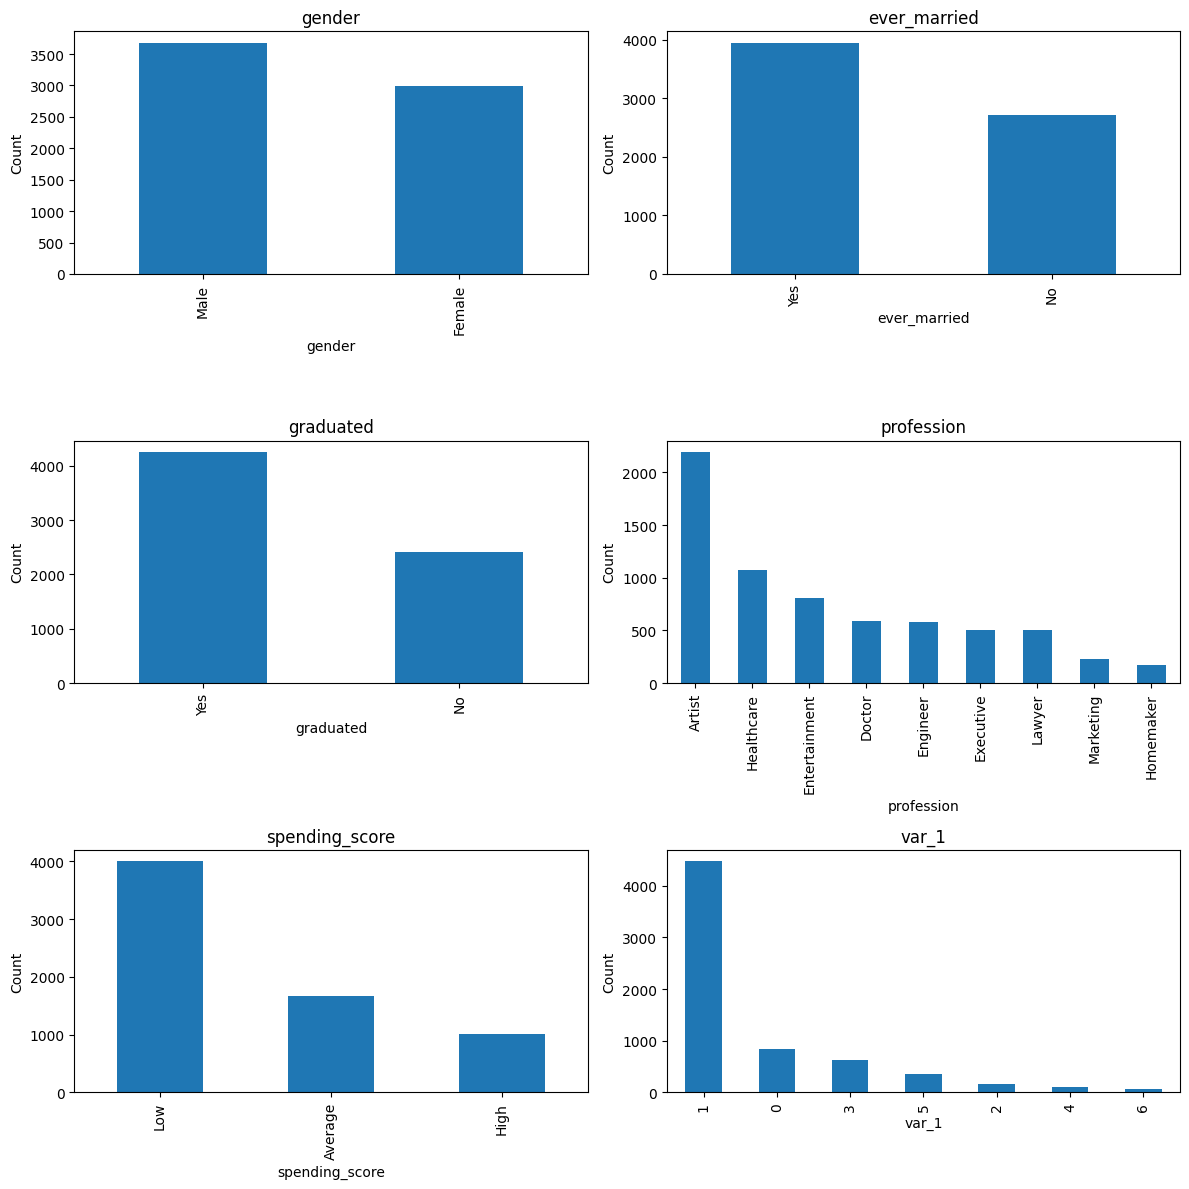 gender
3500
3000
2500
2000
1500
1000
500
0
Count
Male
Female
gender
ever_married
4000
3000
2000
1000
0
Count
Yes
No
ever_married
graduated
4000
3000
2000
1000
0
Count
Yes
No
graduated
profession
2000
1500
1000
500
0
Count
Artist
Healthcare
Entertainment
Doctor
Engineer
Executive
Lawyer
Marketing
Homemaker
profession
spending_score
4000
3000
2000
1000
0
Count
Low
Average
High
spending_score
var_1
4000
3000
2000
1000
0
Count
1
0
3
5
2
4
6
var_1